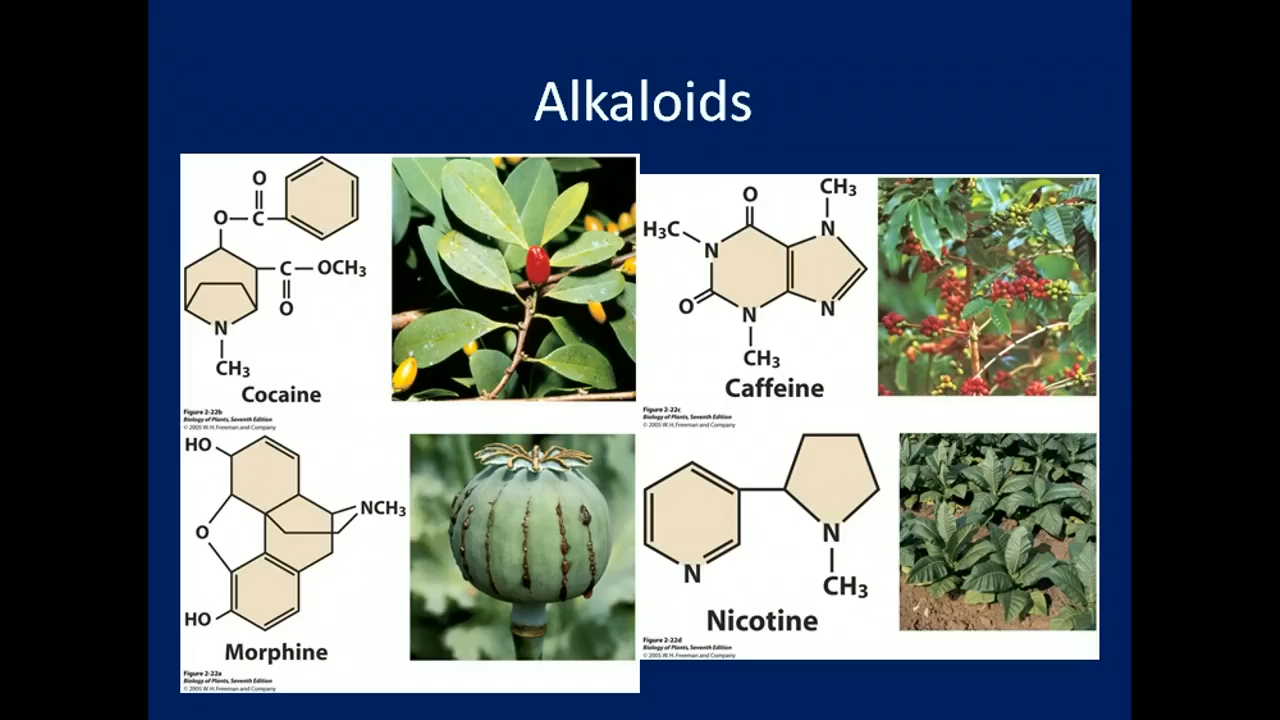 Alkaloids
O
O
C
C
OCH3
O
N
CH3
Cocaine
Figure 2-22b
Biology of Plants, Seventh Edition
© 2005 W. H. Freeman and Company
O
CH3
H3C
N
N
O
N
N
CH3
Caffeine
Figure 2-22c
Biology of Plants, Seventh Edition
© 2005 W. H. Freeman and Company
HO
NCH3
O
HO
Morphine
Figure 2-22a
Biology of Plants, Seventh Edition
© 2005 W. H. Freeman and Company
N
N
CH3
Nicotine
Figure 2-22d
Biology of Plants, Seventh Edition
© 2005 W. H. Freeman and Company